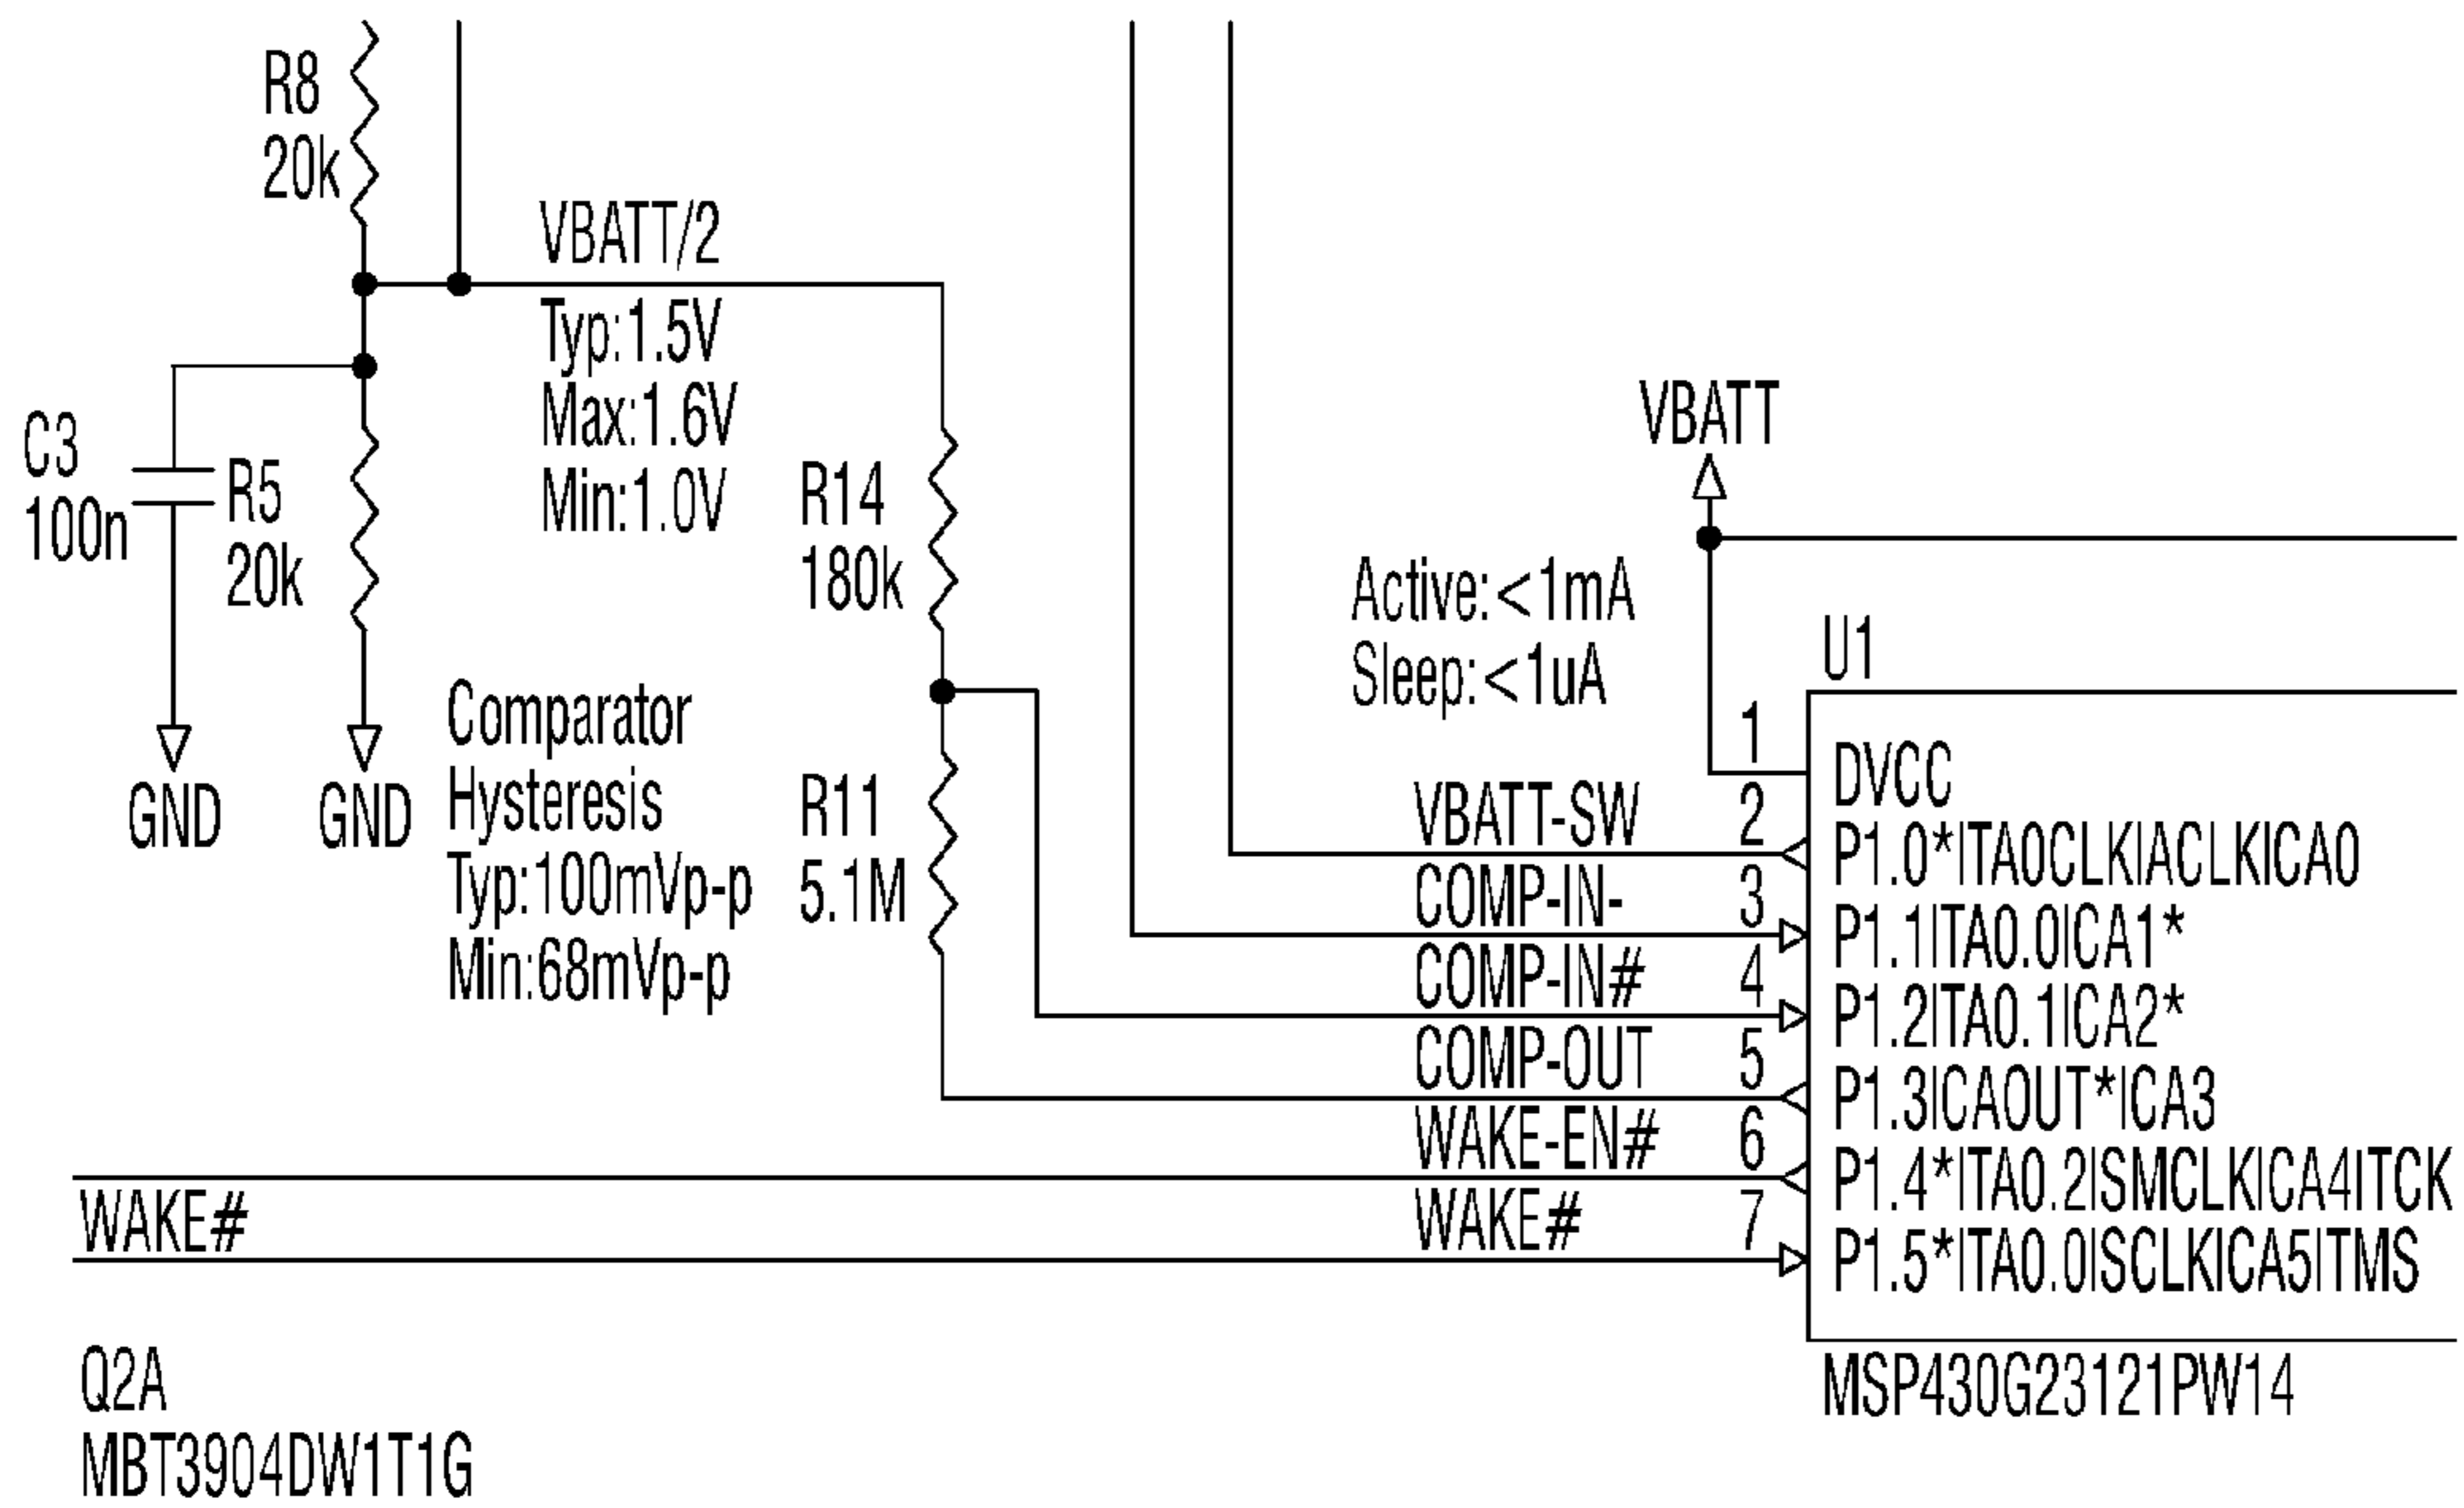 R8
20k
VBATT/2
Typ:1.5V
Max:1.6V
Min:1.0V
C3
100n
R5
20k
R14
180k
GND
GND
Comparator
Hysteresis
Typ:100mVp-p
Min:68mVp-p
R11
5.1M
VBATT
Active:<1mA
Sleep:<1uA
U1
1
DVCC
VBATT-SW 2 P1.0*|TA0CLK|ACLK|CA0
COMP-IN- 3 P1.1|TA0.0|CA1*
COMP-IN# 4 P1.2|TA0.1|CA2*
COMP-OUT 5 P1.3|CAOUT*|CA3
WAKE-EN# 6 P1.4*|TA0.2|SMCLK|CA4|TCK
WAKE# WAKE# 7 P1.5*|TA0.0|SCLK|CA5|TMS
MSP430G23121PW14
Q2A
MBT3904DW1T1G